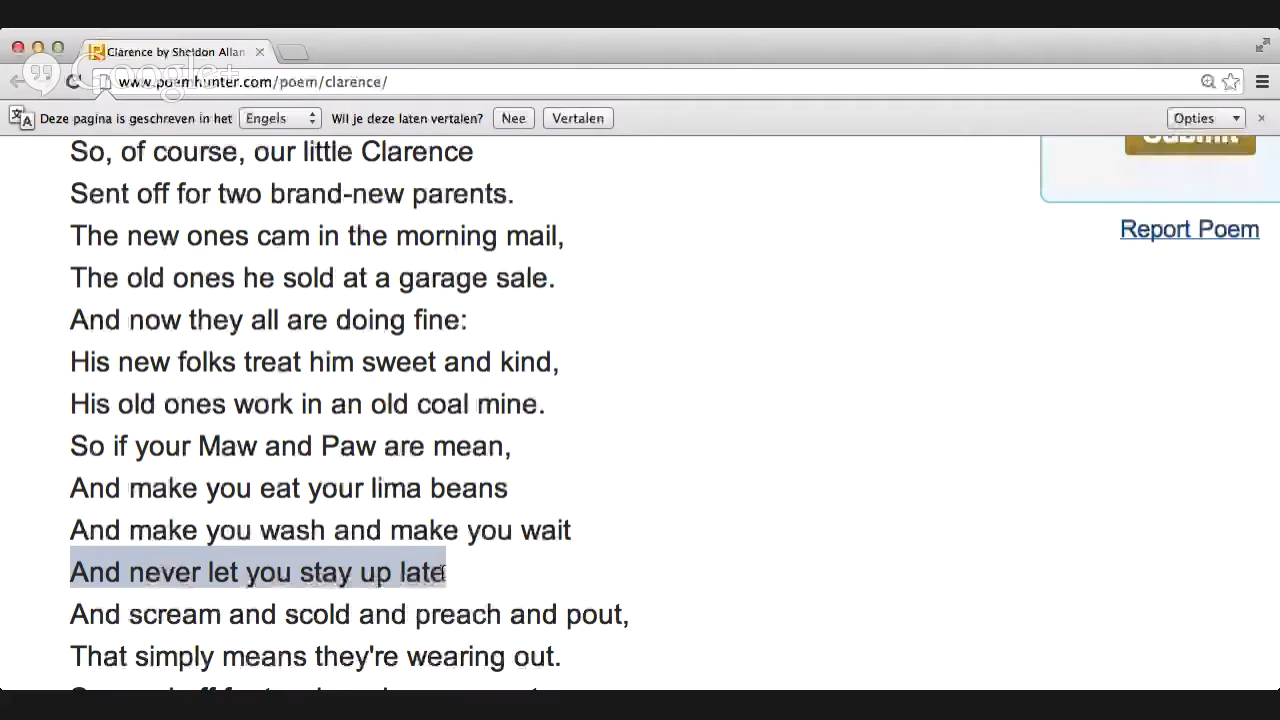 Clarence by Sheldon Allan
Google+
www.poemhunter.com/poem/clarence/
Deze pagina is geschreven in het Engels Wil je deze laten vertalen? Nee Vertalen Opties
Submit
Report Poem
So, of course, our little Clarence
Sent off for two brand-new parents.
The new ones cam in the morning mail,
The old ones he sold at a garage sale.
And now they all are doing fine:
His new folks treat him sweet and kind,
His old ones work in an old coal mine.
So if your Maw and Paw are mean,
And make you eat your lima beans
And make you wash and make you wait
And never let you stay up late
And scream and scold and preach and pout,
That simply means they're wearing out.